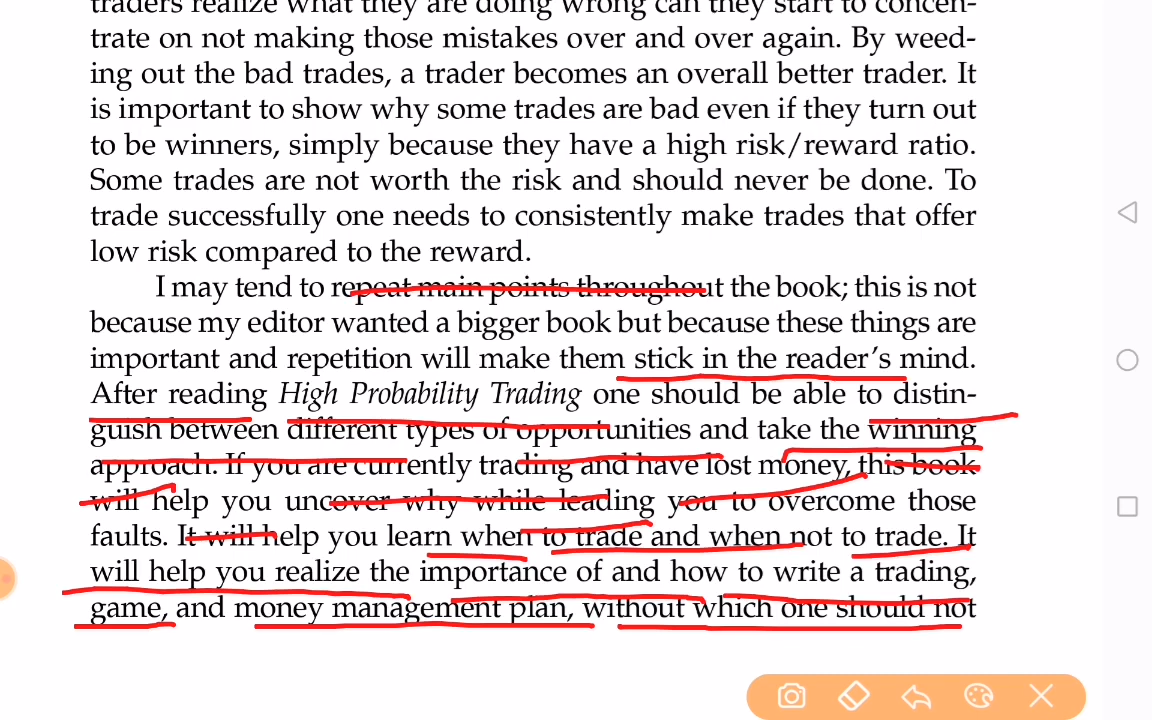 traders realize what they are doing wrong can they start to concen-
trate on not making those mistakes over and over again. By weed-
ing out the bad trades, a trader becomes an overall better trader. It
is important to show why some trades are bad even if they turn out
to be winners, simply because they have a high risk/reward ratio.
Some trades are not worth the risk and should never be done. To
trade successfully one needs to consistently make trades that offer
low risk compared to the reward.
I may tend to repeat main points throughout the book; this is not
because my editor wanted a bigger book but because these things are
important and repetition will make them stick in the reader's mind.
After reading High Probability Trading one should be able to distin-
guish between different types of opportunities and take the winning
approach. If you are currently trading and have lost money, this book
will help you uncover why while leading you to overcome those
faults. It will help you learn when to trade and when not to trade. It
will help you realize the importance of and how to write a trading,
game, and money management plan, without which one should not